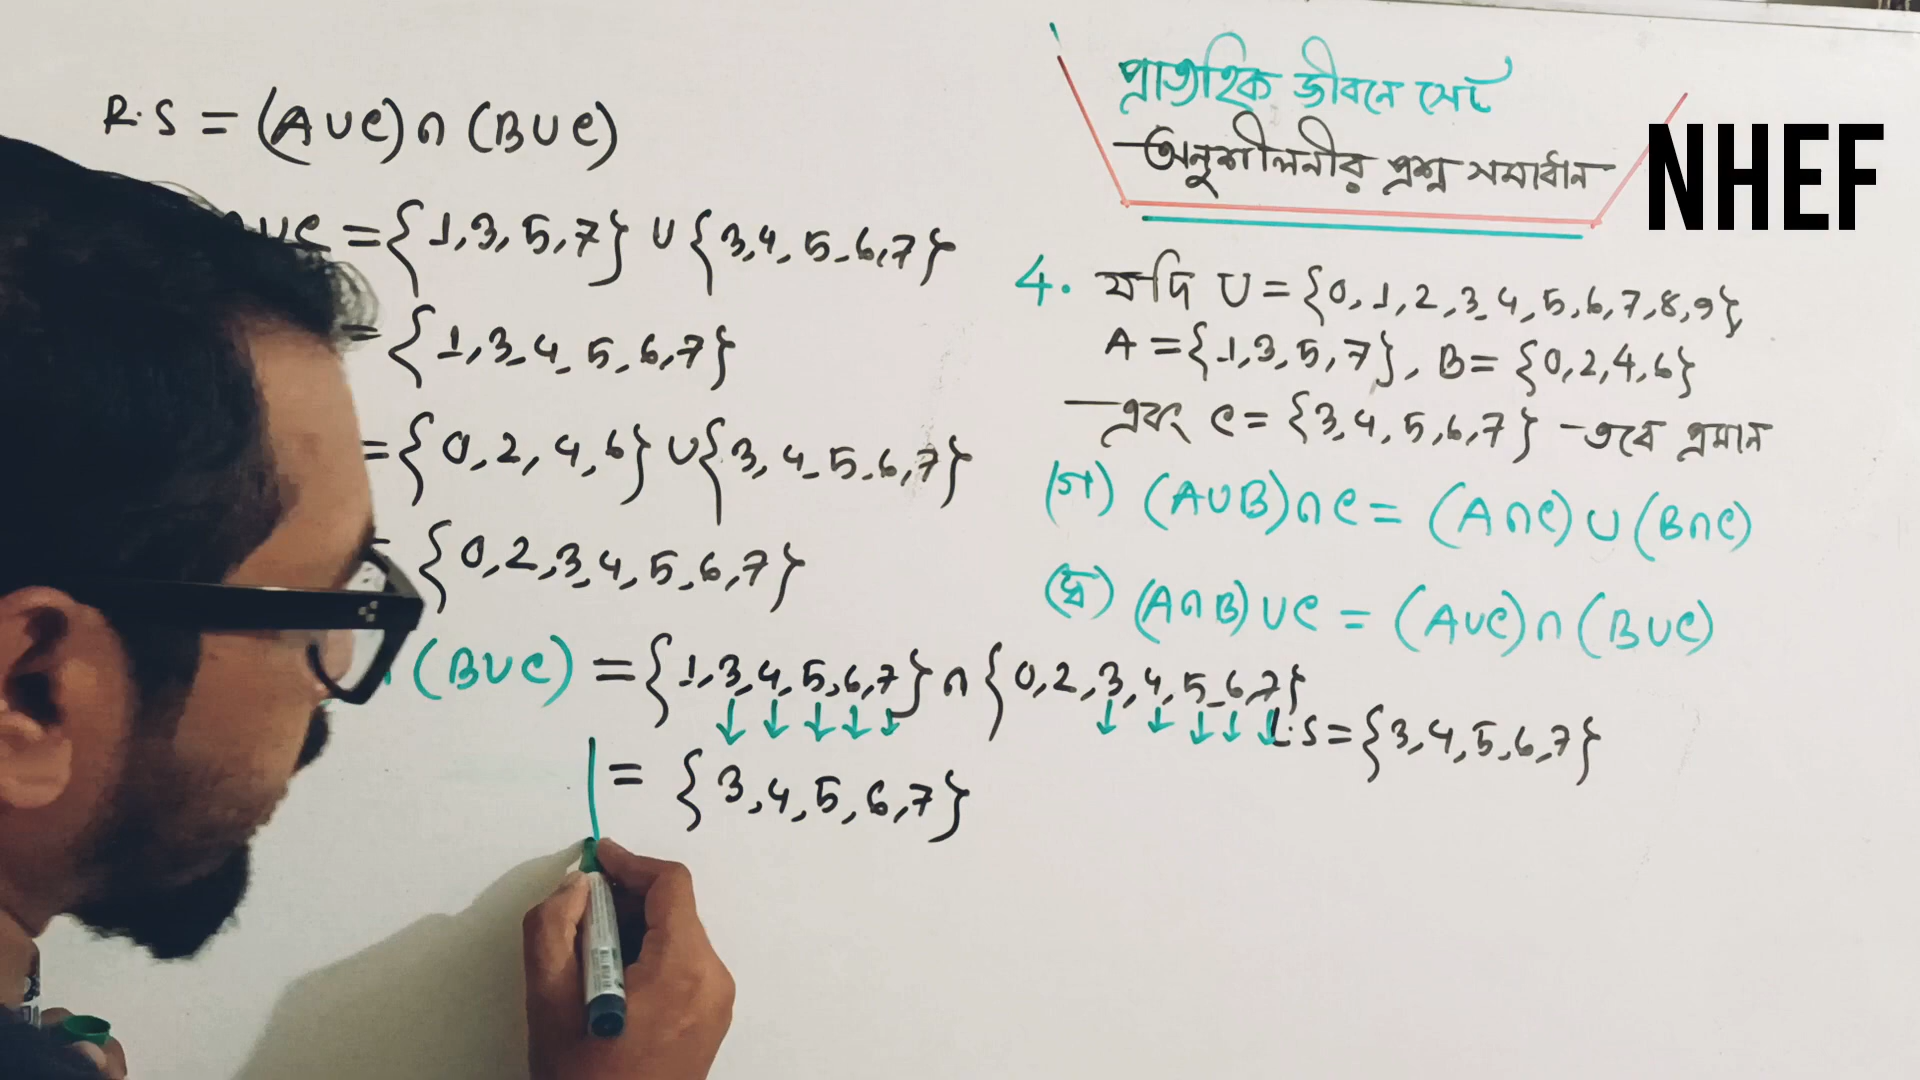 প্রাত্যহিক জীবনে সেট
অনুশীলনীর প্রশ্ন সমাধান
NHEF
4. যদি U = {0, 1, 2, 3, 4, 5, 6, 7, 8, 9},
A = {1, 3, 5, 7}, B = {0, 2, 4, 6}
এবং C = {3, 4, 5, 6, 7} তবে প্রমান
(গ) (A∪B)∩C = (A∩C)∪(B∩C)
(ঘ) (A∩B)∪C = (A∪C)∩(B∪C)
R.S = (A∪C)∩(B∪C)
∪C = {1, 3, 5, 7} ∪ {3, 4, 5, 6, 7}
= {1, 3, 4, 5, 6, 7}
= {0, 2, 4, 6} ∪ {3, 4, 5, 6, 7}
= {0, 2, 3, 4, 5, 6, 7}
(B∪C) = {1, 3, 4, 5, 6, 7} ∩ {0, 2, 3, 4, 5, 6, 7}
= {3, 4, 5, 6, 7}
L.S = {3, 4, 5, 6, 7}